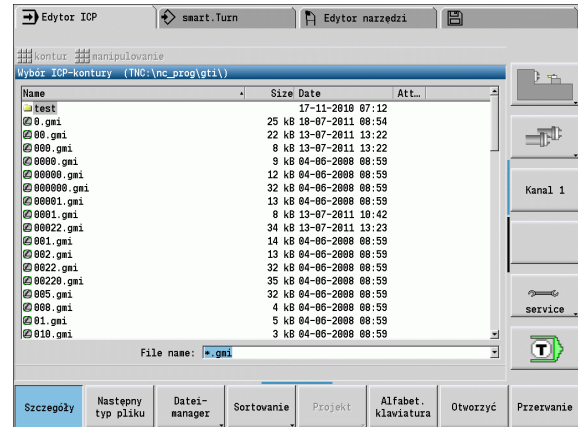 Edytor ICP
smart.Turn
Edytor narzędzi
kontur
manipulowanie
Wybór ICP-kontury (TNC:\nc_prog\gti\)
Name Size Date Att...
test 17-11-2010 07:12
0.gmi 25 kB 18-07-2011 08:54
00.gmi 22 kB 13-07-2011 13:22
000.gmi 8 kB 13-07-2011 13:22
0000.gmi 9 kB 04-06-2008 08:59
00000.gmi 12 kB 04-06-2008 08:59
000000.gmi 32 kB 04-06-2008 08:59
00001.gmi 13 kB 04-06-2008 08:59
0001.gmi 8 kB 13-07-2011 10:42
00022.gmi 34 kB 13-07-2011 13:23
001.gmi 14 kB 04-06-2008 08:59
002.gmi 13 kB 04-06-2008 08:59
0022.gmi 32 kB 04-06-2008 08:59
00220.gmi 35 kB 04-06-2008 08:59
005.gmi 32 kB 04-06-2008 08:59
008.gmi 4 kB 04-06-2008 08:59
01.gmi 5 kB 04-06-2008 08:59
010.gmi 3 kB 04-06-2008 08:59
File name: *.gmi
Kanal 1
service
T
Szczegóły
Następny
typ pliku
Datei-
manager
Sortowanie
Projekt
Alfabet.
klawiatura
Otworzyć
Przerwanie